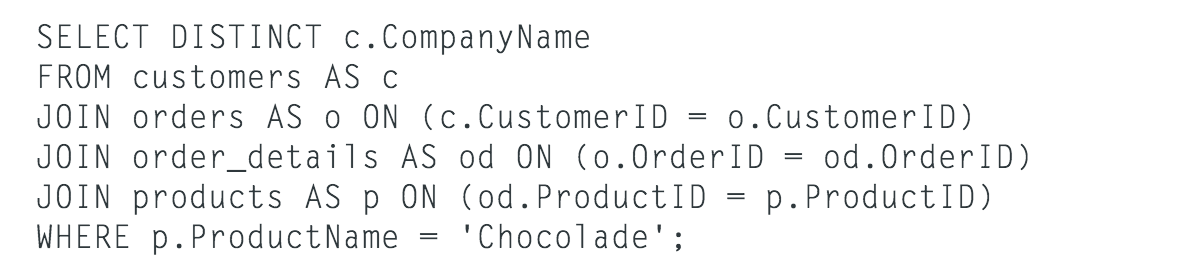 SELECT DISTINCT c.CompanyName
FROM customers AS c
JOIN orders AS o ON (c.CustomerID = o.CustomerID)
JOIN order_details AS od ON (o.OrderID = od.OrderID)
JOIN products AS p ON (od.ProductID = p.ProductID)
WHERE p.ProductName = 'Chocolade';